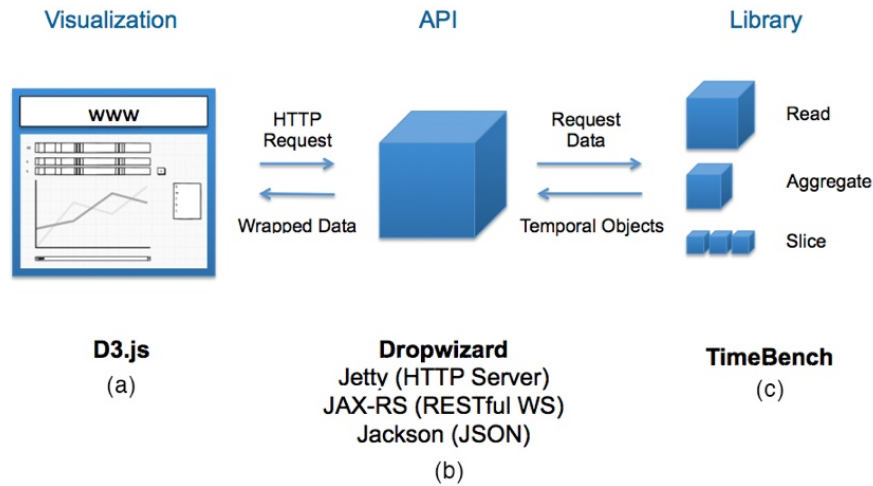 Visualization
API
Library
www
HTTP
Request
Wrapped Data
Request
Data
Temporal Objects
Read
Aggregate
Slice
D3.js
(a)
Dropwizard
Jetty (HTTP Server)
JAX-RS (RESTful WS)
Jackson (JSON)
(b)
TimeBench
(c)